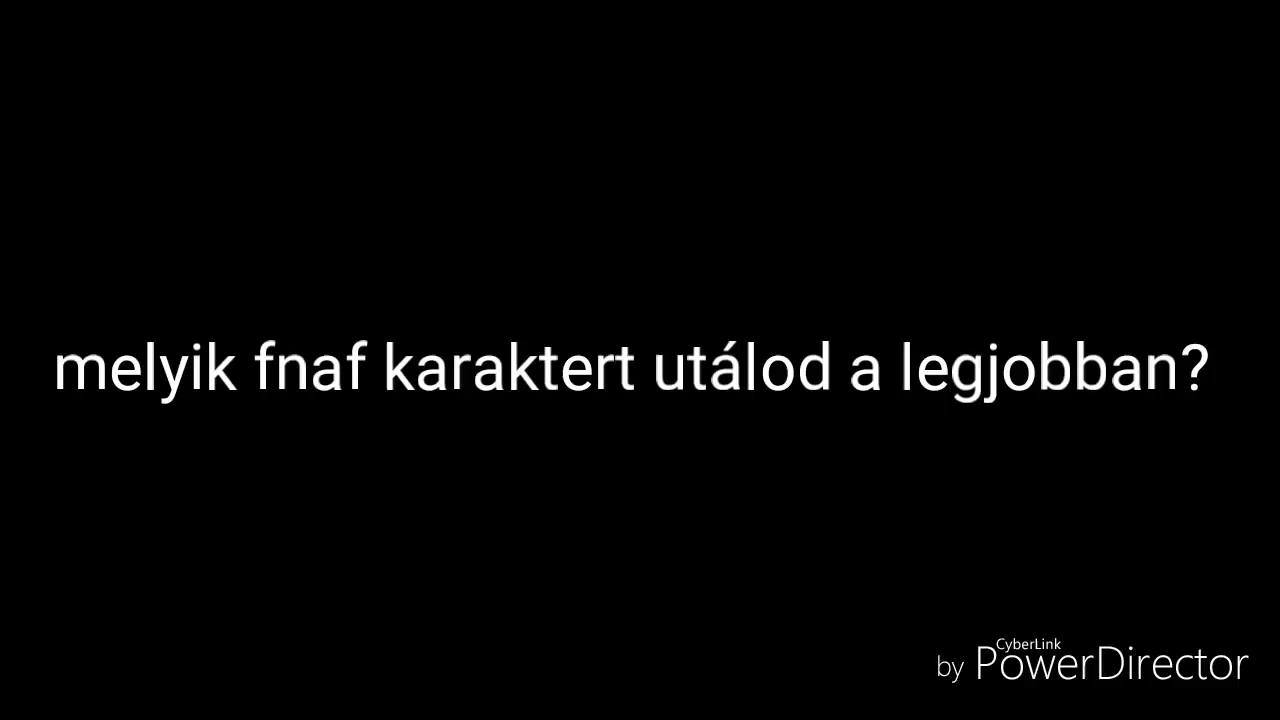 melyik fnaf karaktert utálod a legjobban?
CyberLink
by PowerDirector